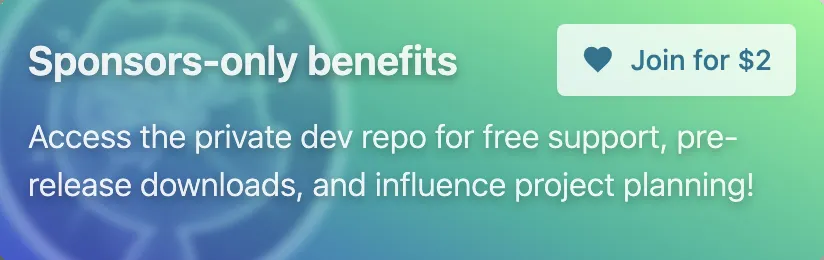 Sponsors-only benefits
Join for $2
Access the private dev repo for free support, pre-
release downloads, and influence project planning!